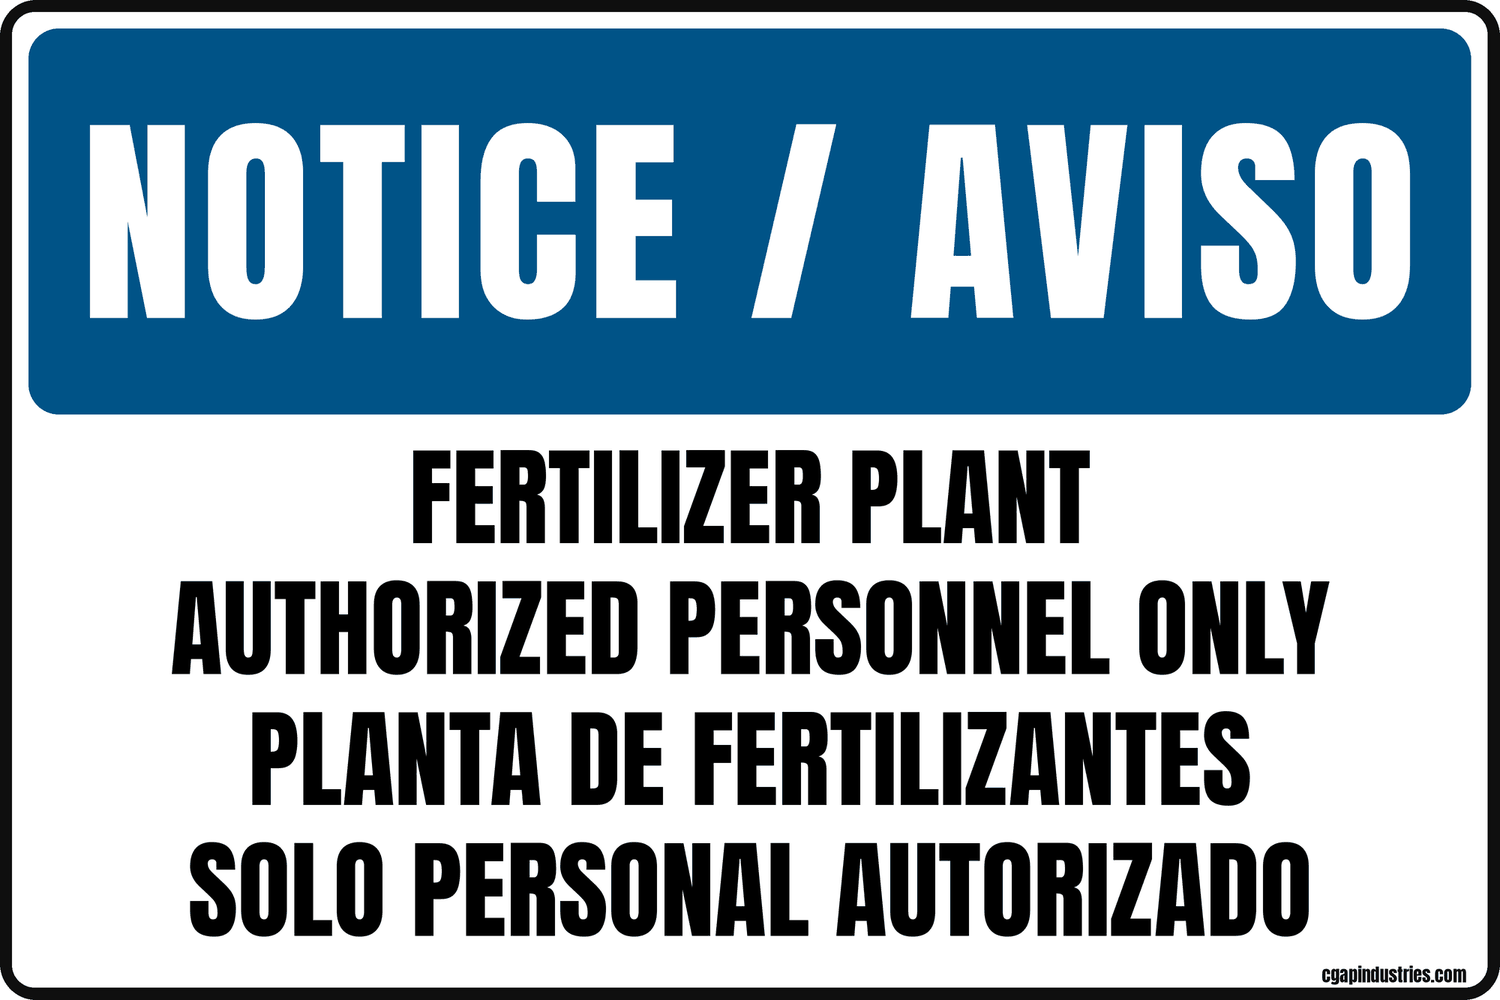 NOTICE / AVISO
FERTILIZER PLANT
AUTHORIZED PERSONNEL ONLY
PLANTA DE FERTILIZANTES
SOLO PERSONAL AUTORIZADO
cgapindustries.com